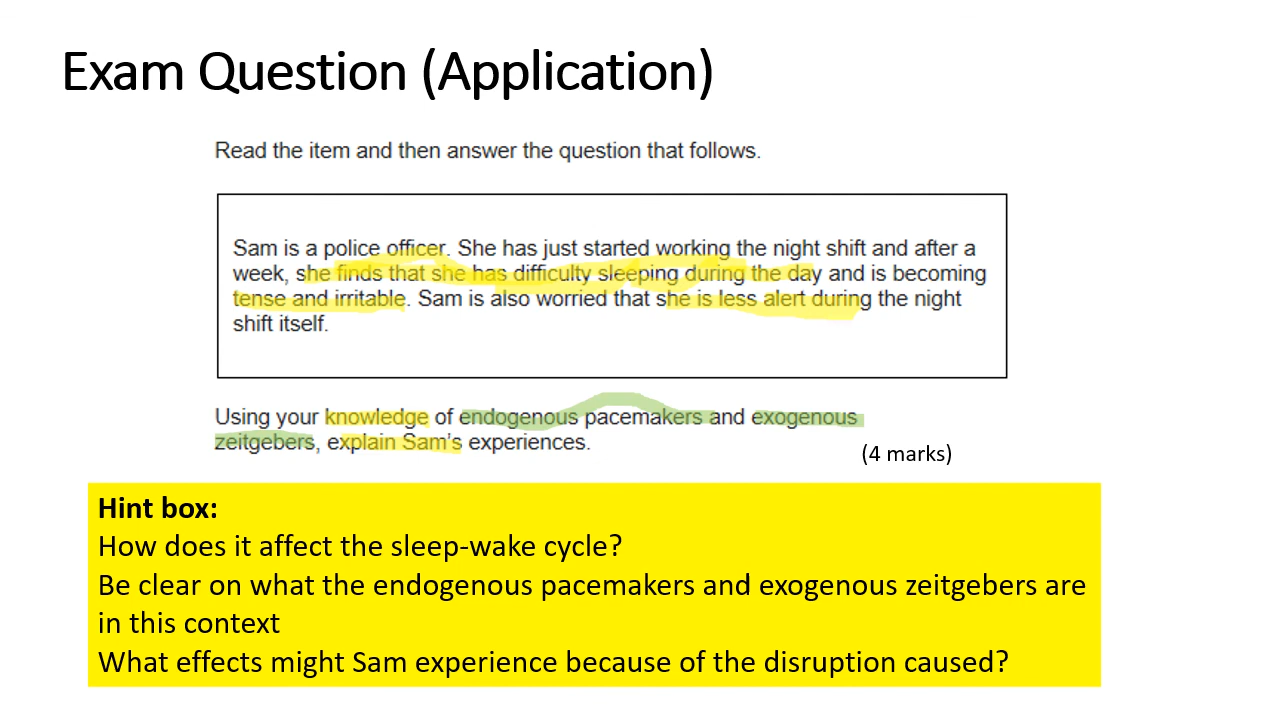 Exam Question (Application)
Read the item and then answer the question that follows.
Sam is a police officer. She has just started working the night shift and after a
week, she finds that she has difficulty sleeping during the day and is becoming
tense and irritable. Sam is also worried that she is less alert during the night
shift itself.
Using your knowledge of endogenous pacemakers and exogenous
zeitgebers, explain Sam's experiences.
(4 marks)
Hint box:
How does it affect the sleep-wake cycle?
Be clear on what the endogenous pacemakers and exogenous zeitgebers are
in this context
What effects might Sam experience because of the disruption caused?